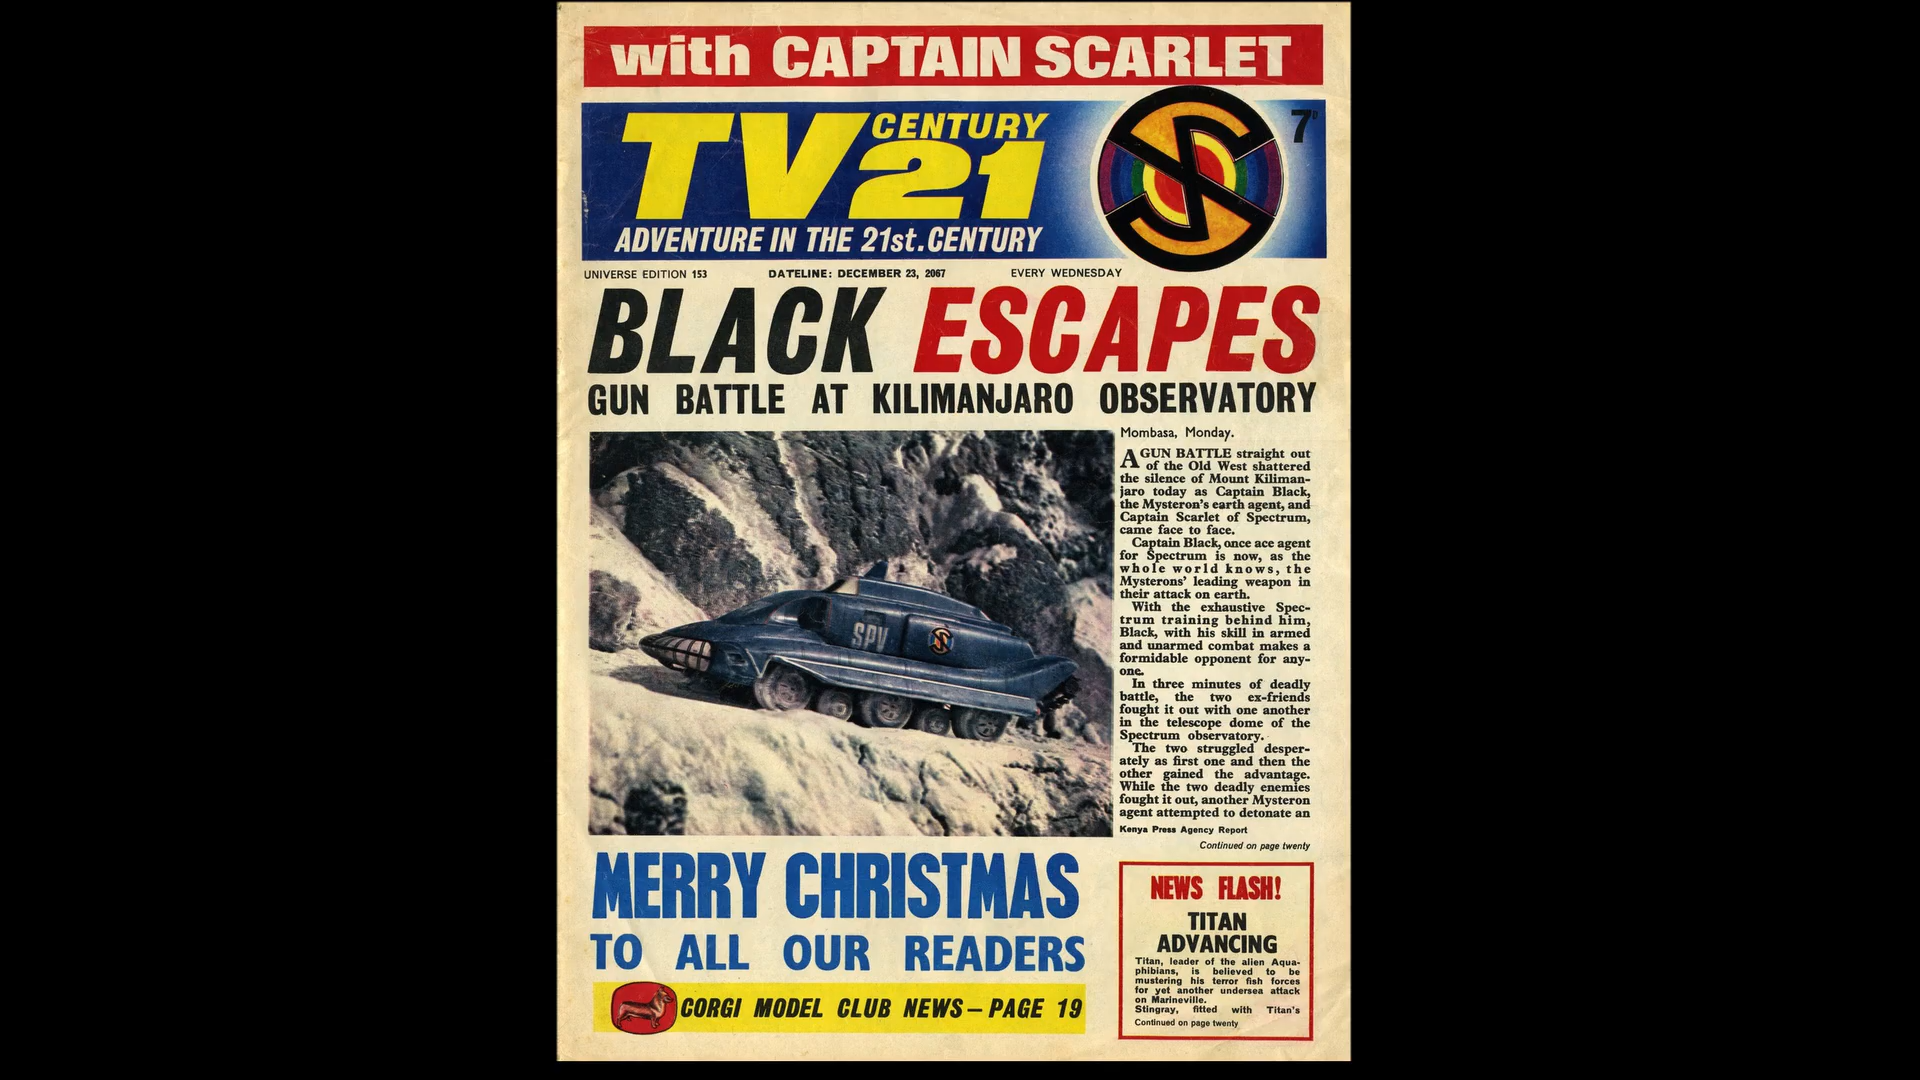 with CAPTAIN SCARLET
TV CENTURY 21
7D
ADVENTURE IN THE 21st. CENTURY
UNIVERSE EDITION 153 DATELINE: DECEMBER 23, 2067 EVERY WEDNESDAY
BLACK ESCAPES
GUN BATTLE AT KILIMANJARO OBSERVATORY
SPV
Mombasa, Monday.
A GUN BATTLE straight out
of the Old West shattered
the silence of Mount Kiliman-
jaro today as Captain Black,
the Mysteron's earth agent, and
Captain Scarlet of Spectrum,
came face to face.
Captain Black, once ace agent
for Spectrum is now, as the
whole world knows, the
Mysterons' leading weapon in
their attack on earth.
With the exhaustive Spec-
trum training behind him,
Black, with his skill in armed
and unarmed combat makes a
formidable opponent for any-
one.
In three minutes of deadly
battle, the two ex-friends
fought it out with one another
in the telescope dome of the
Spectrum observatory.
The two struggled desper-
ately as first one and then the
other gained the advantage.
While the two deadly enemies
fought it out, another Mysteron
agent attempted to detonate an
Kenya Press Agency Report
Continued on page twenty
MERRY CHRISTMAS
TO ALL OUR READERS
CORGI MODEL CLUB NEWS – PAGE 19
NEWS FLASH!
TITAN
ADVANCING
Titan, leader of the alien Aqua-
phibians, is believed to be
mustering his terror fish forces
for yet another undersea attack
on Marineville.
Stingray, fitted with Titan's
Continued on page twenty